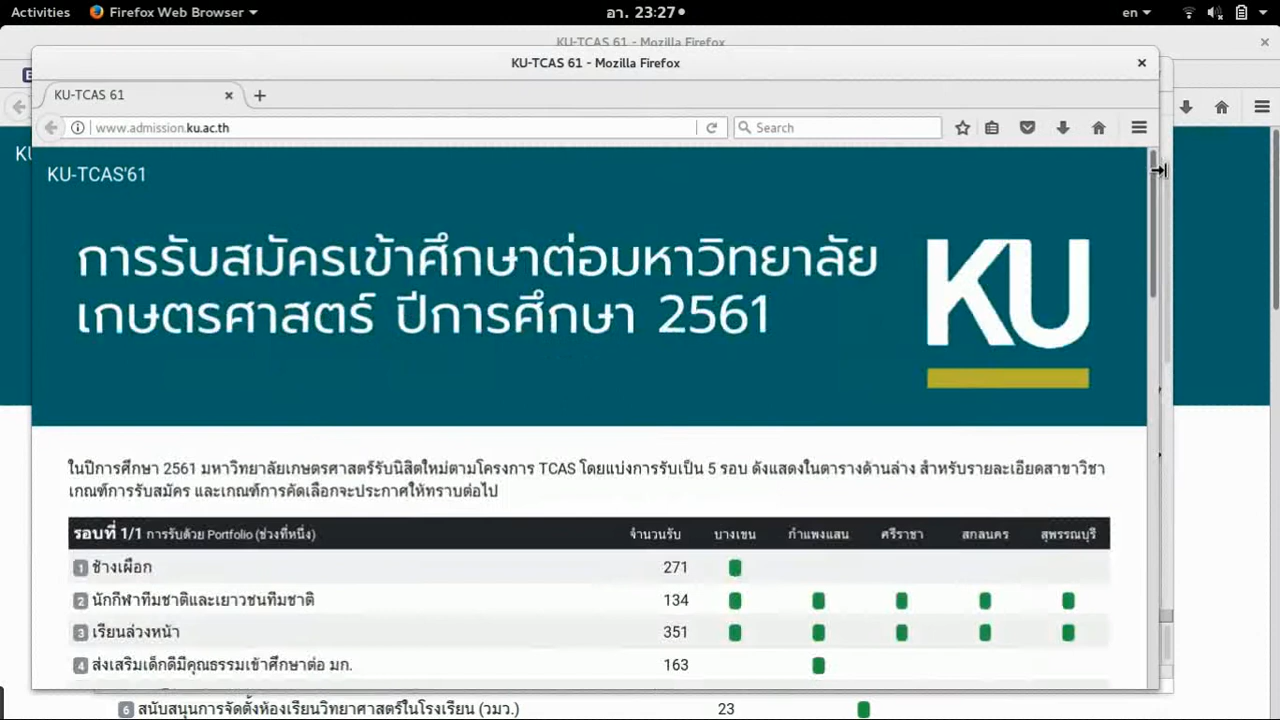 Activities Firefox Web Browser อา. 23:27 en
KU-TCAS 61 - Mozilla Firefox
KU-TCAS 61 - Mozilla Firefox
KU-TCAS 61
www.admission.ku.ac.th Search
KU
KU-TCAS'61
การรับสมัครเข้าศึกษาต่อมหาวิทยาลัย
เกษตรศาสตร์ ปีการศึกษา 2561
KU
ในปีการศึกษา 2561 มหาวิทยาลัยเกษตรศาสตร์รับนิสิตใหม่ตามโครงการ TCAS โดยแบ่งการรับเป็น 5 รอบ ดังแสดงในตารางด้านล่าง สำหรับรายละเอียดสาขาวิชา
เกณฑ์การรับสมัคร และเกณฑ์การคัดเลือกจะประกาศให้ทราบต่อไป
รอบที่ 1/1 การรับด้วย Portfolio (ช่วงที่หนึ่ง) จำนวนรับ บางเขน กำแพงแสน ศรีราชา สกลนคร สุพรรณบุรี
1 ช้างเผือก 271
2 นักกีฬาทีมชาติและเยาวชนทีมชาติ 134
3 เรียนล่วงหน้า 351
4 ส่งเสริมเด็กดีมีคุณธรรมเข้าศึกษาต่อ มก. 163
6 สนับสนุนการจัดตั้งห้องเรียนวิทยาศาสตร์ในโรงเรียน (วมว.) 23